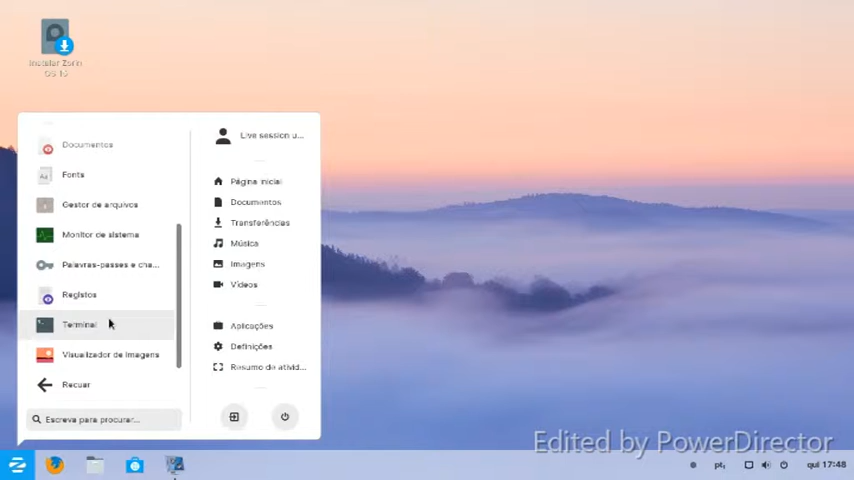 Instalar Zorin
OS 15
Documentos
Fonts
Gestor de arquivos
Monitor de sistema
Palavras-passes e cha...
Registos
Terminal
Visualizador de imagens
Recuar
Escreva para procurar...
Live session u...
Página inicial
Documentos
Transferências
Música
Imagens
Vídeos
Aplicações
Definições
Resumo de ativid...
Edited by PowerDirector
pt₁
qui 17:48